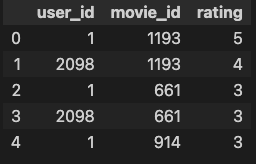 user_id movie_id rating
0 1 1193 5
1 2098 1193 4
2 1 661 3
3 2098 661 3
4 1 914 3